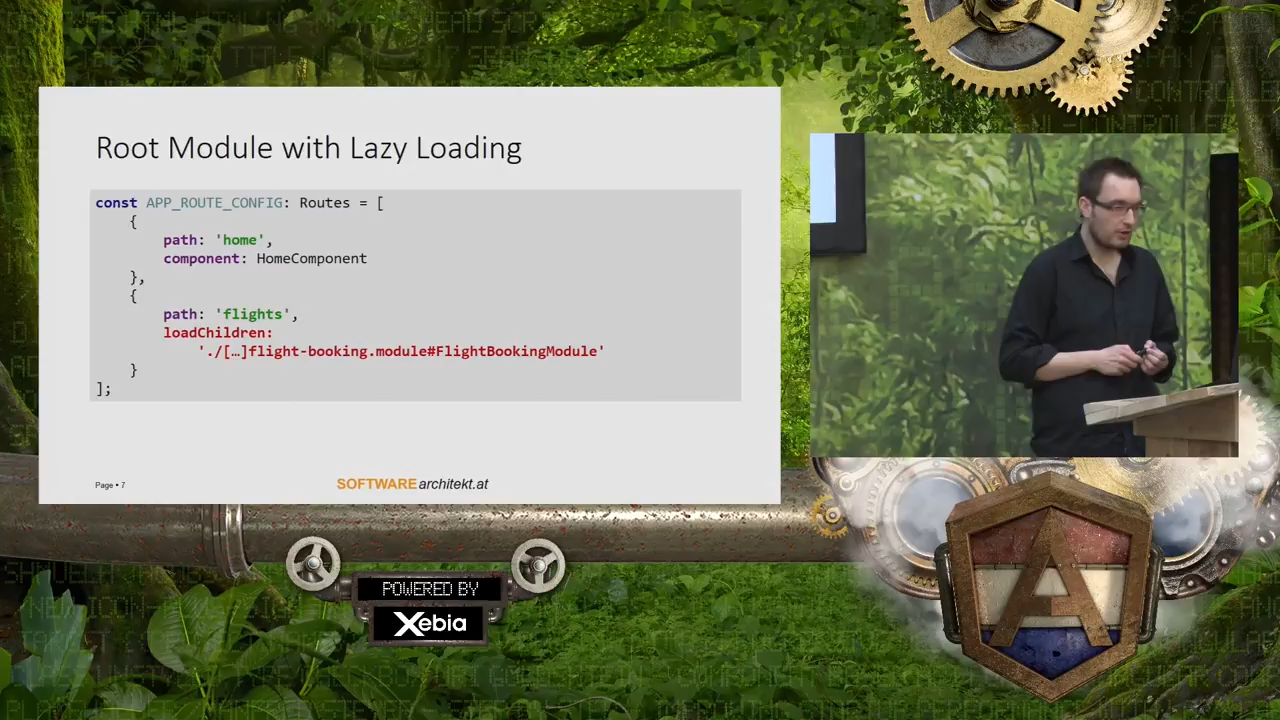 Root Module with Lazy Loading
const APP_ROUTE_CONFIG: Routes = [
{
path: 'home',
component: HomeComponent
},
{
path: 'flights',
loadChildren:
'./[…]flight-booking.module#FlightBookingModule'
}
];
Page • 7
SOFTWAREarchitekt.at
POWERED BY
Xebia
A